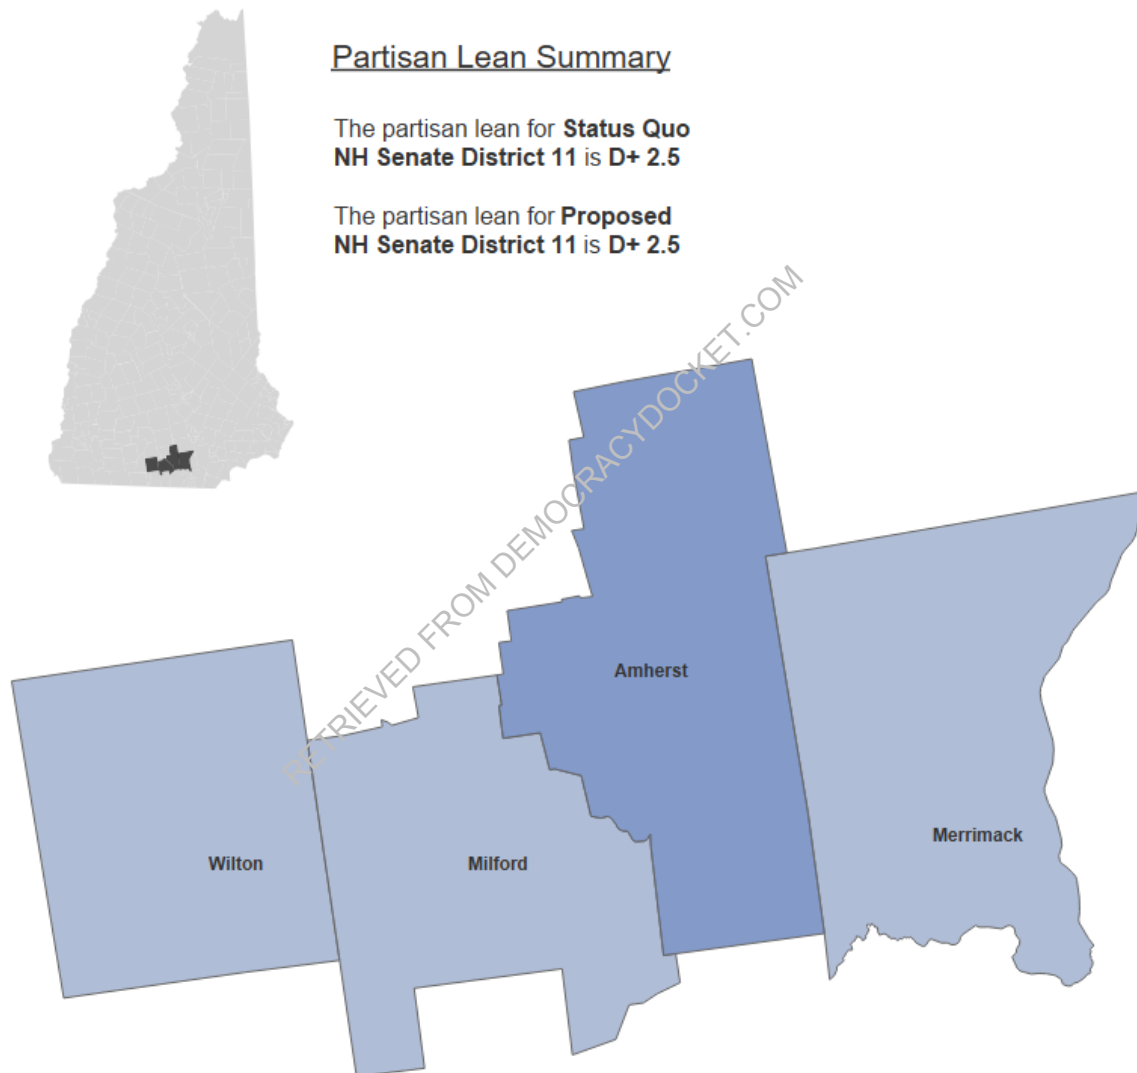 Partisan Lean Summary
The partisan lean for Status Quo
NH Senate District 11 is D+ 2.5
The partisan lean for Proposed
NH Senate District 11 is D+ 2.5
RETRIEVED FROM DEMOCRACYDOCKET.COM
Amherst
Merrimack
Wilton
Milford